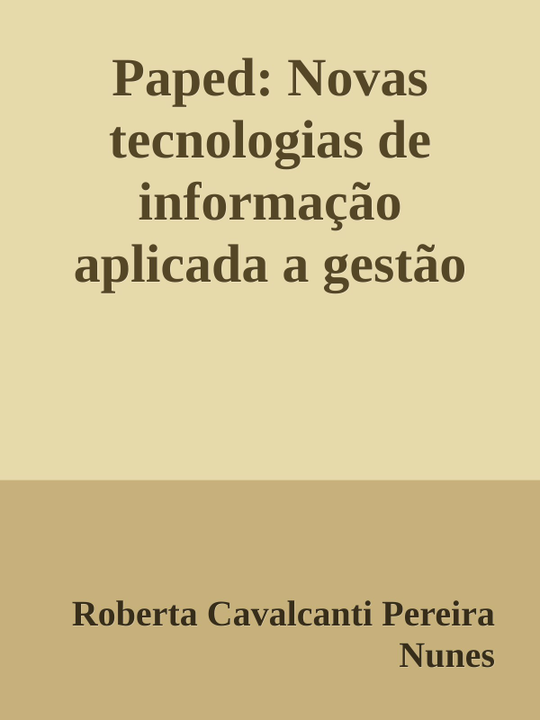 Paped: Novas
tecnologias de
informação
aplicada a gestão
Roberta Cavalcanti Pereira
Nunes